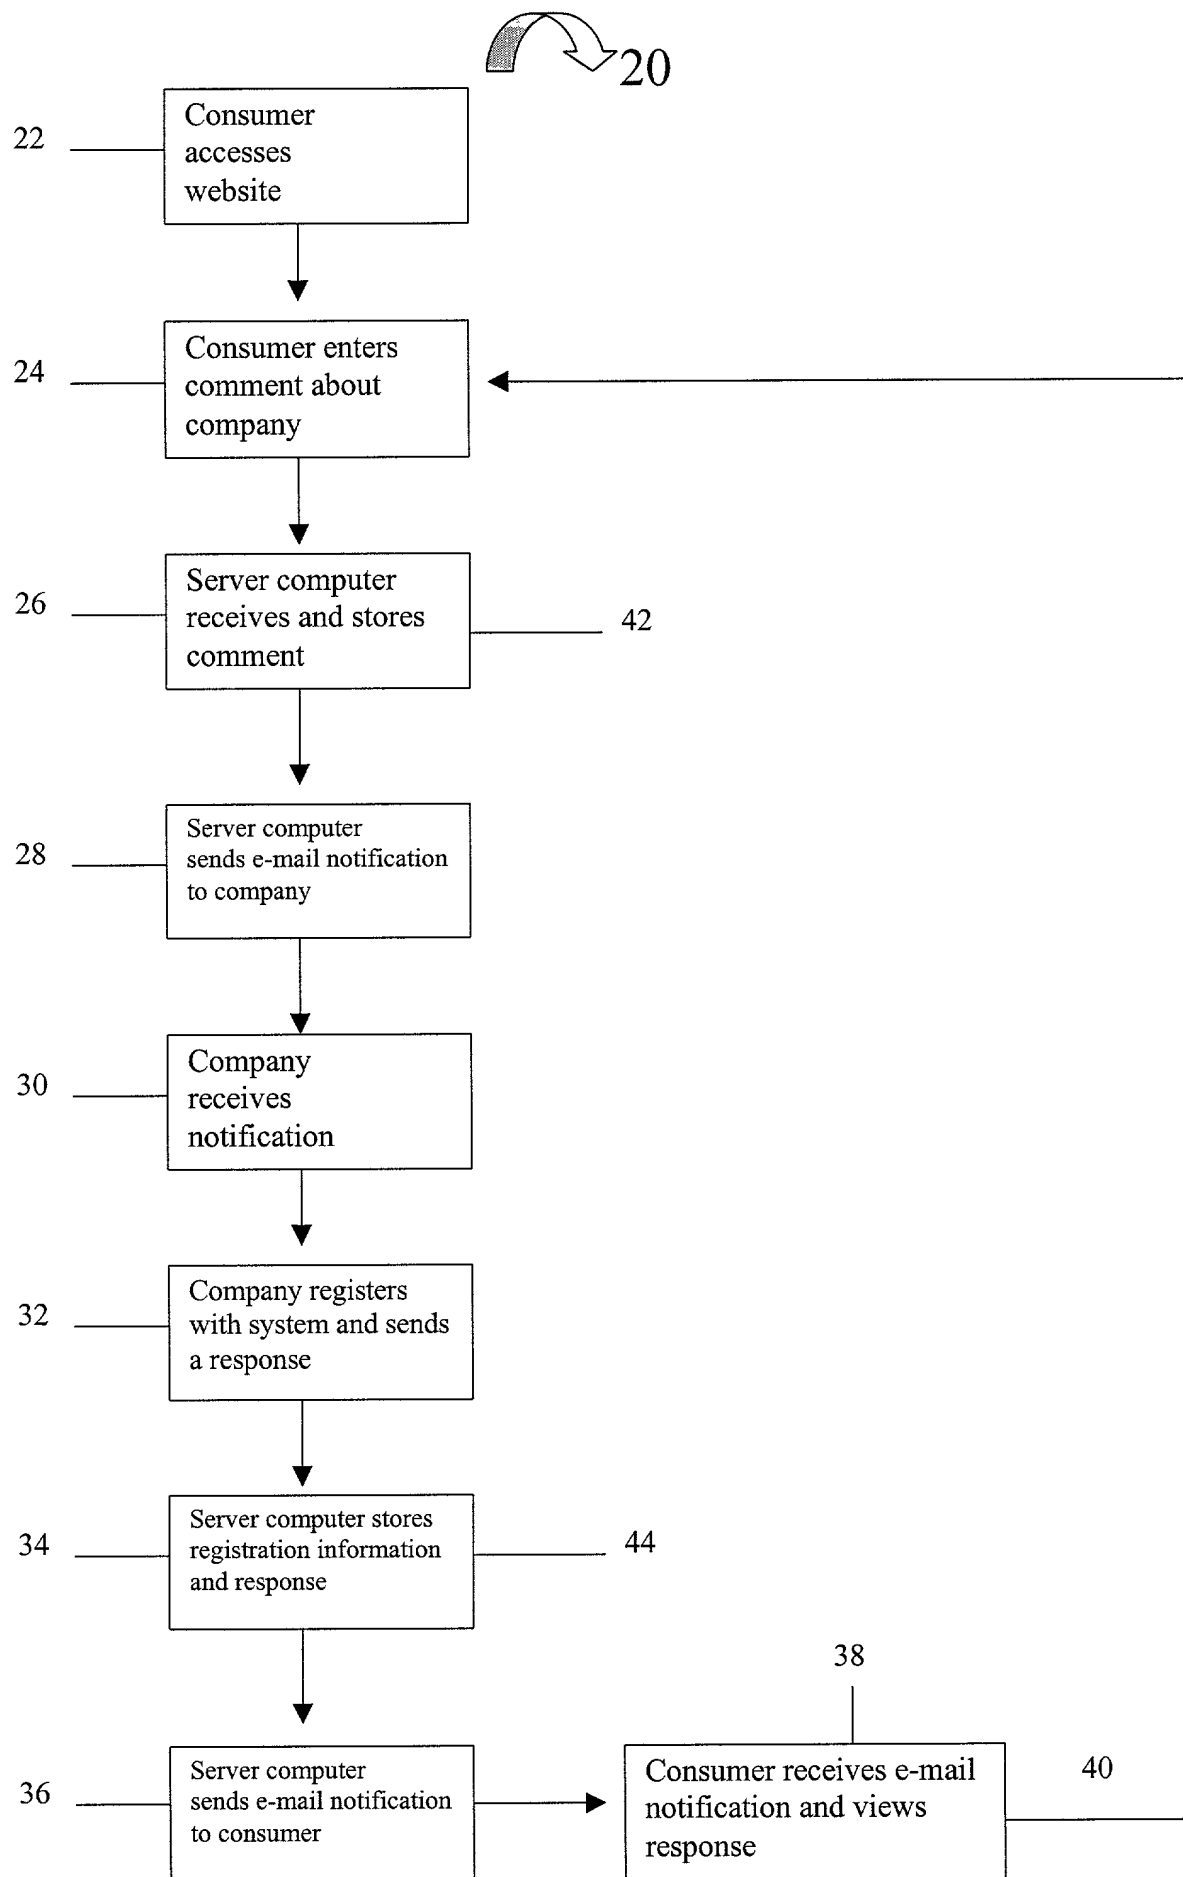 20
22
Consumer
accesses
website
24
Consumer enters
comment about
company
26
Server computer
receives and stores
comment
42
28
Server computer
sends e-mail notification
to company
30
Company
receives
notification
32
Company registers
with system and sends
a response
34
Server computer stores
registration information
and response
44
38
36
Server computer
sends e-mail notification
to consumer
Consumer receives e-mail
notification and views
response
40